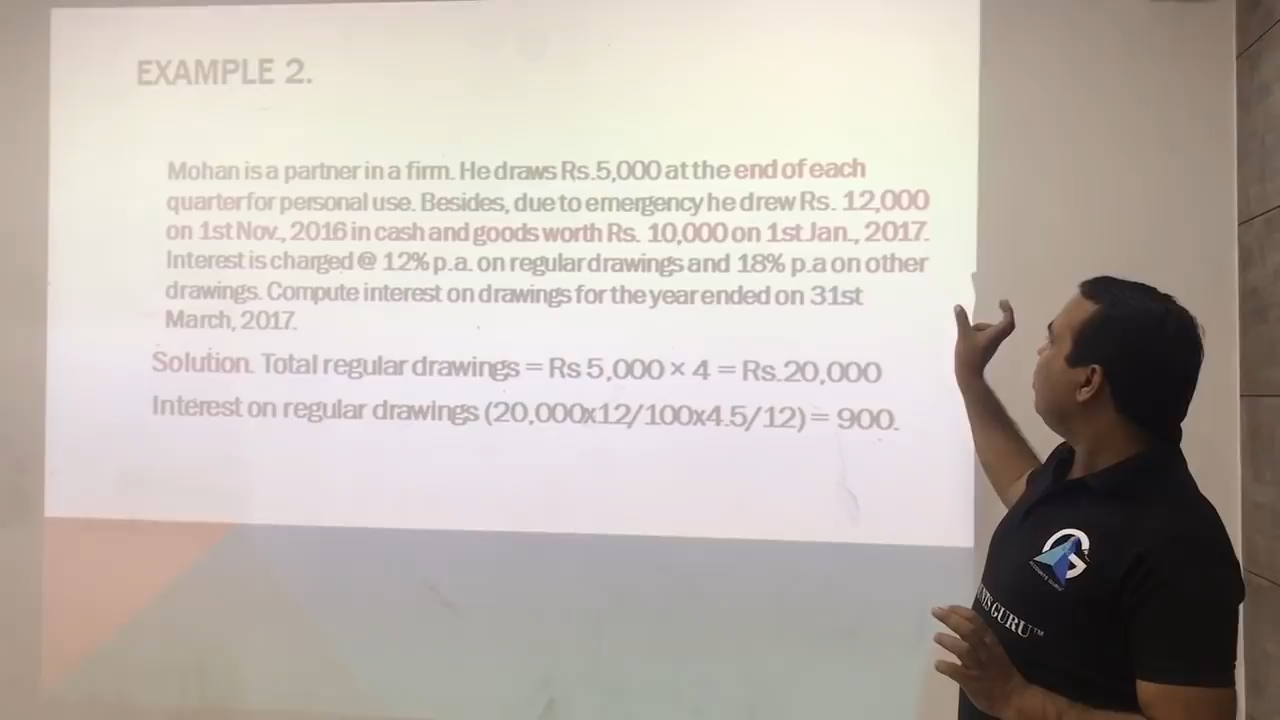 EXAMPLE 2.
Mohan is a partner in a firm. He draws Rs.5,000 at the end of each
quarter for personal use. Besides, due to emergency he drew Rs. 12,000
on 1st Nov., 2016 in cash and goods worth Rs. 10,000 on 1st Jan., 2017.
Interest is charged @ 12% p.a. on regular drawings and 18% p.a on other
drawings. Compute interest on drawings for the year ended on 31st
March, 2017.
Solution. Total regular drawings = Rs 5,000 × 4 = Rs.20,000
Interest on regular drawings (20,000x12/100x4.5/12) = 900.
G
ACCOUNTS GURU
NTS GURU™